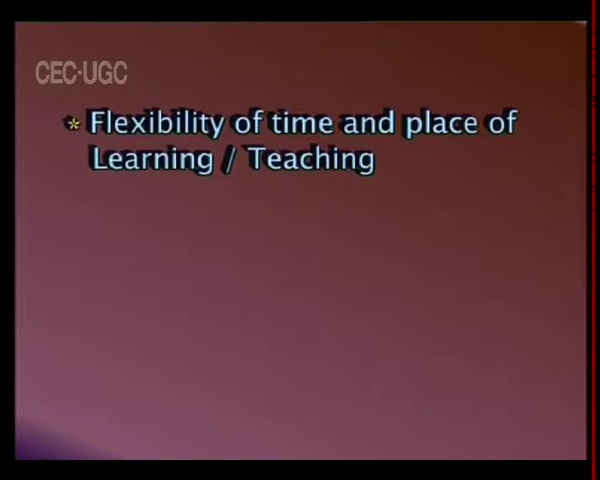 CEC-UGC
* Flexibility of time and place of
Learning / Teaching